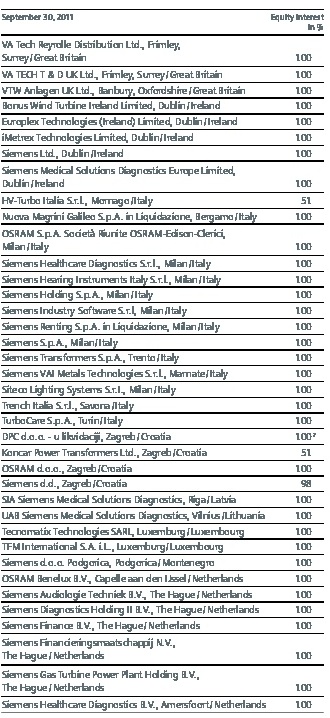 September 30, 2011 Equity interest
in %
VA Tech Reyrolle Distribution Ltd., Frimley,
Surrey/Great Britain 100
VA TECH T & D UK Ltd., Frimley, Surrey/Great Britain 100
VTW Anlagen UK Ltd., Banbury, Oxfordshire/Great Britain 100
Bonus Wind Turbine Ireland Limited, Dublin/Ireland 100
Europlex Technologies (Ireland) Limited, Dublin/Ireland 100
iMetrex Technologies Limited, Dublin/Ireland 100
Siemens Ltd., Dublin/Ireland 100
Siemens Medical Solutions Diagnostics Europe Limited,
Dublin/Ireland 100
HV-Turbo Italia S.r.l., Mornago/Italy 51
Nuova Magrini Galileo S.p.A. in Liquidazione, Bergamo/Italy 100
OSRAM S.p.A. Società Riunite OSRAM-Edison-Clerici,
Milan/Italy 100
Siemens Healthcare Diagnostics S.r.l., Milan/Italy 100
Siemens Hearing Instruments Italy S.r.l., Milan/Italy 100
Siemens Holding S.p.A., Milan/Italy 100
Siemens Industry Software S.r.l, Milan/Italy 100
Siemens Renting S.p.A. in Liquidazione, Milan/Italy 100
Siemens S.p.A., Milan/Italy 100
Siemens Transformers S.p.A., Trento/Italy 100
Siemens VAI Metals Technologies S.r.l., Marnate/Italy 100
Siteco Lighting Systems S.r.l., Milan/Italy 100
Trench Italia S.r.l., Savona/Italy 100
TurboCare S.p.A., Turin/Italy 100
DPC d.o.o. - u likvidaciji, Zagreb/Croatia 100⁷
Koncar Power Transformers Ltd., Zagreb/Croatia 51
OSRAM d.o.o., Zagreb/Croatia 100
Siemens d.d., Zagreb/Croatia 98
SIA Siemens Medical Solutions Diagnostics, Riga/Latvia 100
UAB Siemens Medical Solutions Diagnostics, Vilnius/Lithuania 100
Tecnomatix Technologies SARL, Luxemburg/Luxembourg 100
TFM International S.A. i.L., Luxemburg/Luxembourg 100
Siemens d.o.o. Podgorica, Podgorica/Montenegro 100
OSRAM Benelux B.V., Capelle aan den IJssel/Netherlands 100
Siemens Audiologie Techniek B.V., The Hague/Netherlands 100
Siemens Diagnostics Holding II B.V., The Hague/Netherlands 100
Siemens Finance B.V., The Hague/Netherlands 100
Siemens Financieringsmaatschappij N.V.,
The Hague/Netherlands 100
Siemens Gas Turbine Power Plant Holding B.V.,
The Hague/Netherlands 100
Siemens Healthcare Diagnostics B.V., Amersfoort/Netherlands 100